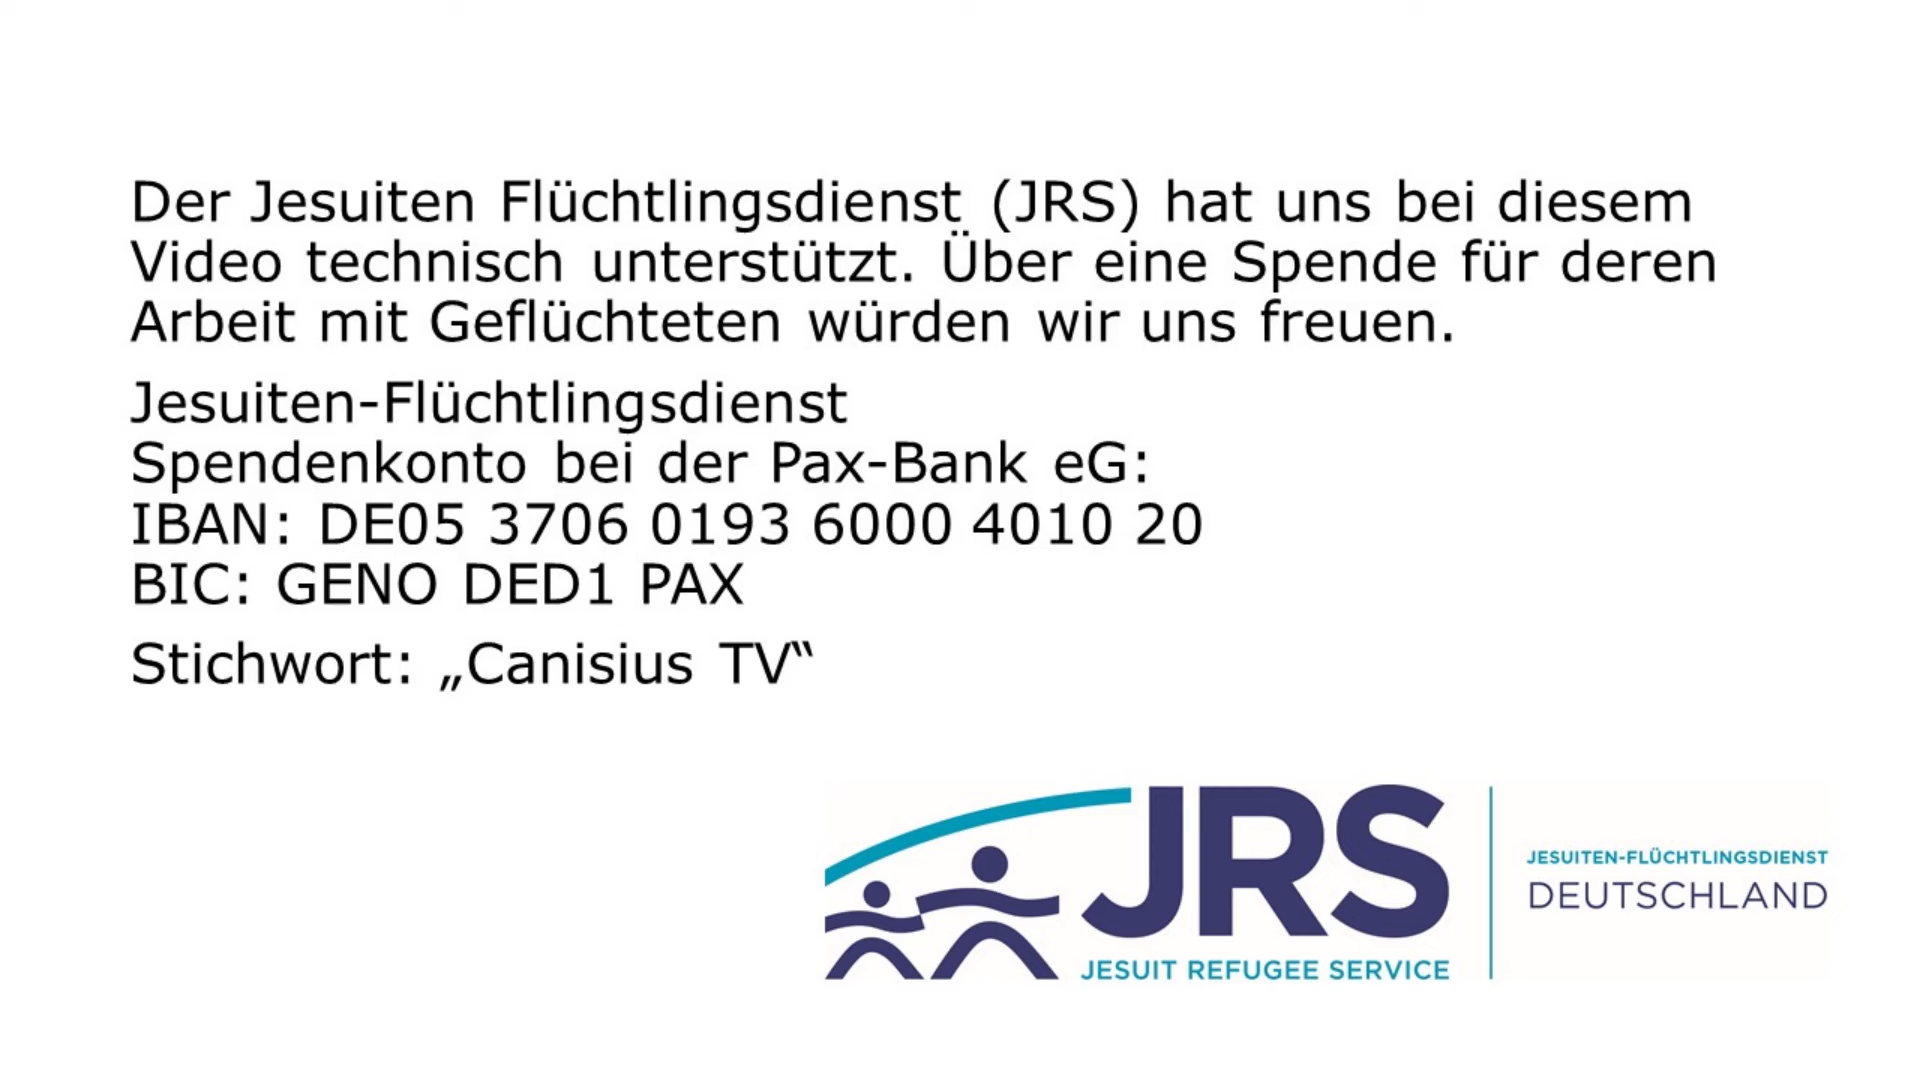 Der Jesuiten Flüchtlingsdienst (JRS) hat uns bei diesem
Video technisch unterstützt. Über eine Spende für deren
Arbeit mit Geflüchteten würden wir uns freuen.
Jesuiten-Flüchtlingsdienst
Spendenkonto bei der Pax-Bank eG:
IBAN: DE05 3706 0193 6000 4010 20
BIC: GENO DED1 PAX
Stichwort: „Canisius TV“
JRS
JESUIT REFUGEE SERVICE
JESUITEN-FLÜCHTLINGSDIENST
DEUTSCHLAND